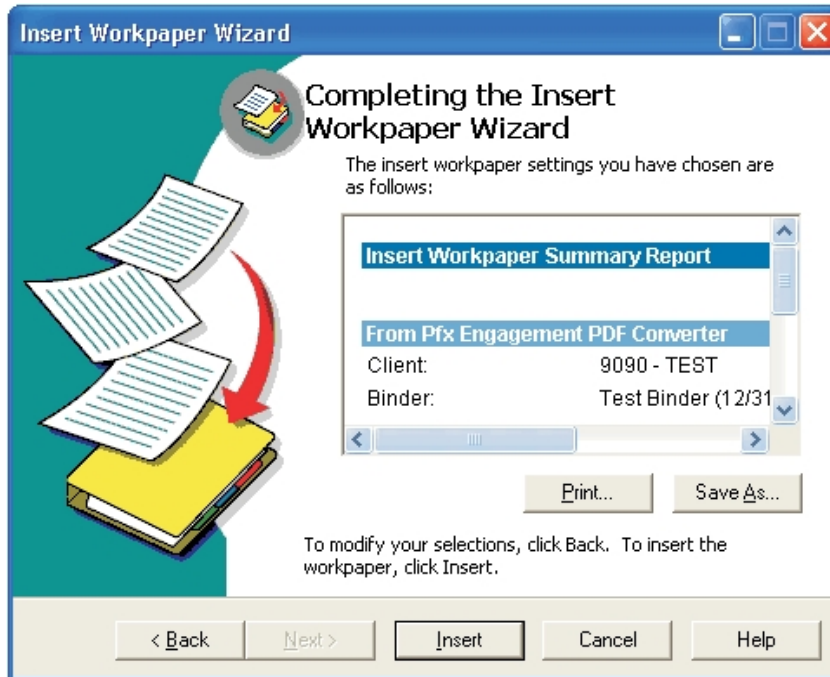 Insert Workpaper Wizard
Completing the Insert
Workpaper Wizard
The insert workpaper settings you have chosen are
as follows:
Insert Workpaper Summary Report
From Pfx Engagement PDF Converter
Client: 9090 - TEST
Binder: Test Binder (12/31
Print...
Save As...
To modify your selections, click Back. To insert the
workpaper, click Insert.
< Back
Next >
Insert
Cancel
Help